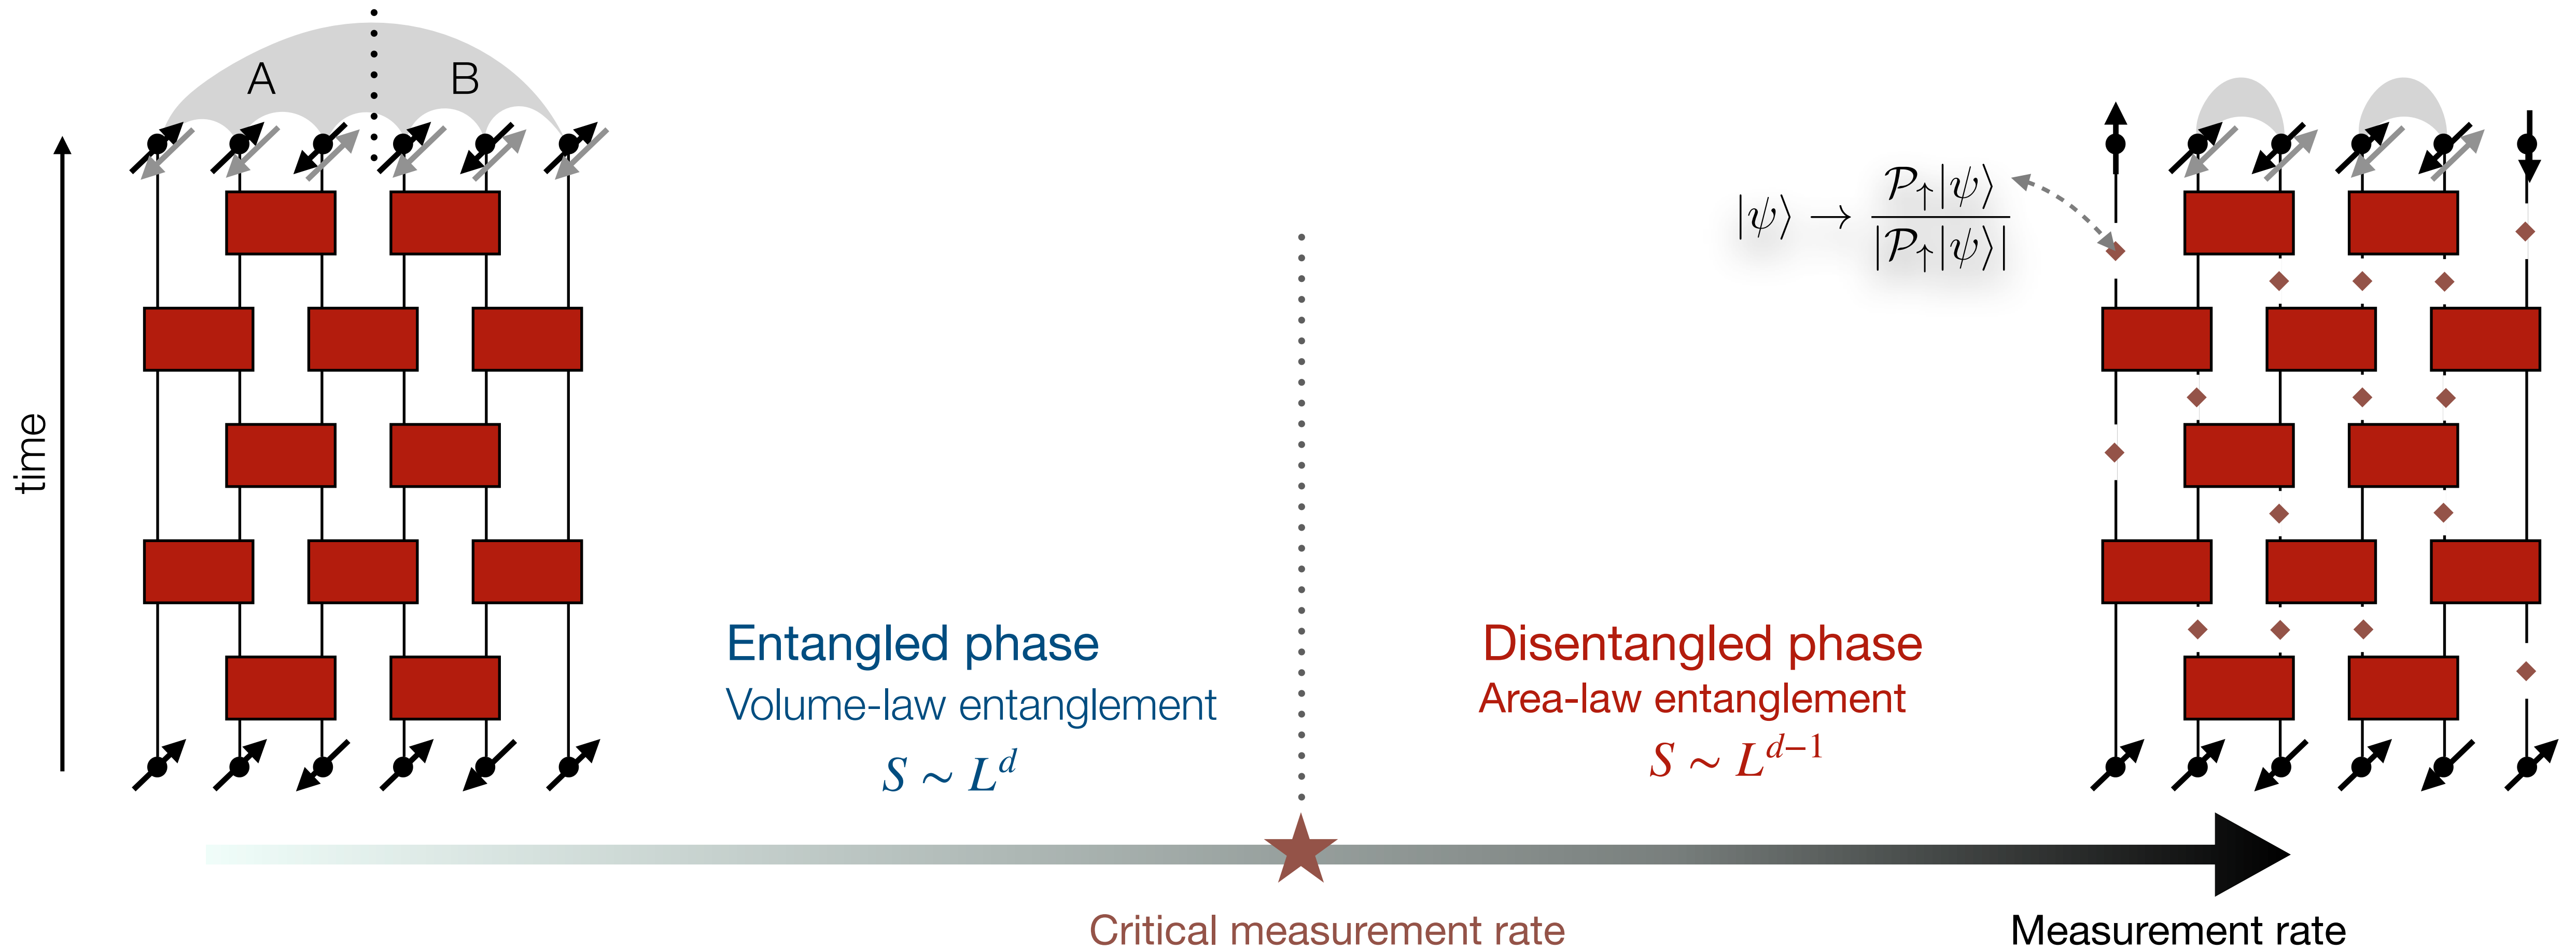 A
B
time
|ψ⟩ → 𝒫↑|ψ⟩ / |𝒫↑|ψ⟩|
Entangled phase
Volume-law entanglement
S ~ L^d
Disentangled phase
Area-law entanglement
S ~ L^{d−1}
Critical measurement rate
Measurement rate